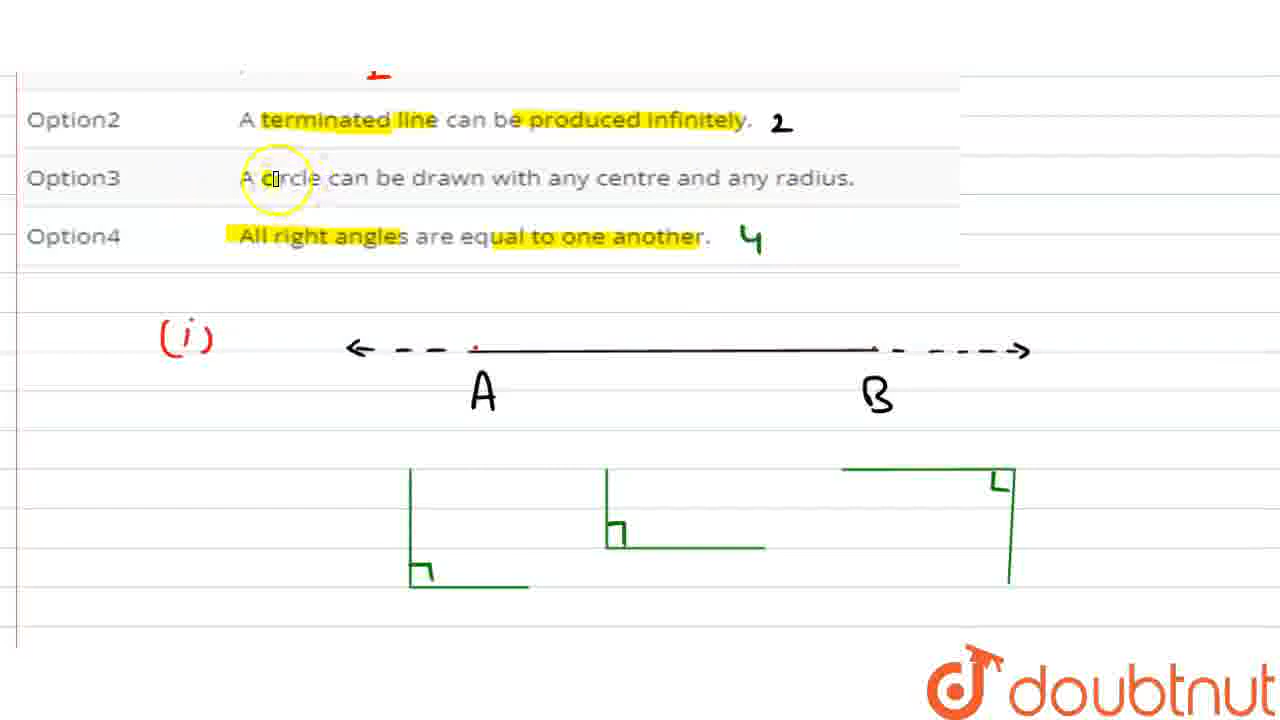 Option2 A terminated line can be produced infinitely. 2
Option3 A circle can be drawn with any centre and any radius.
Option4 All right angles are equal to one another. 4
(i)
A B
doubtnut